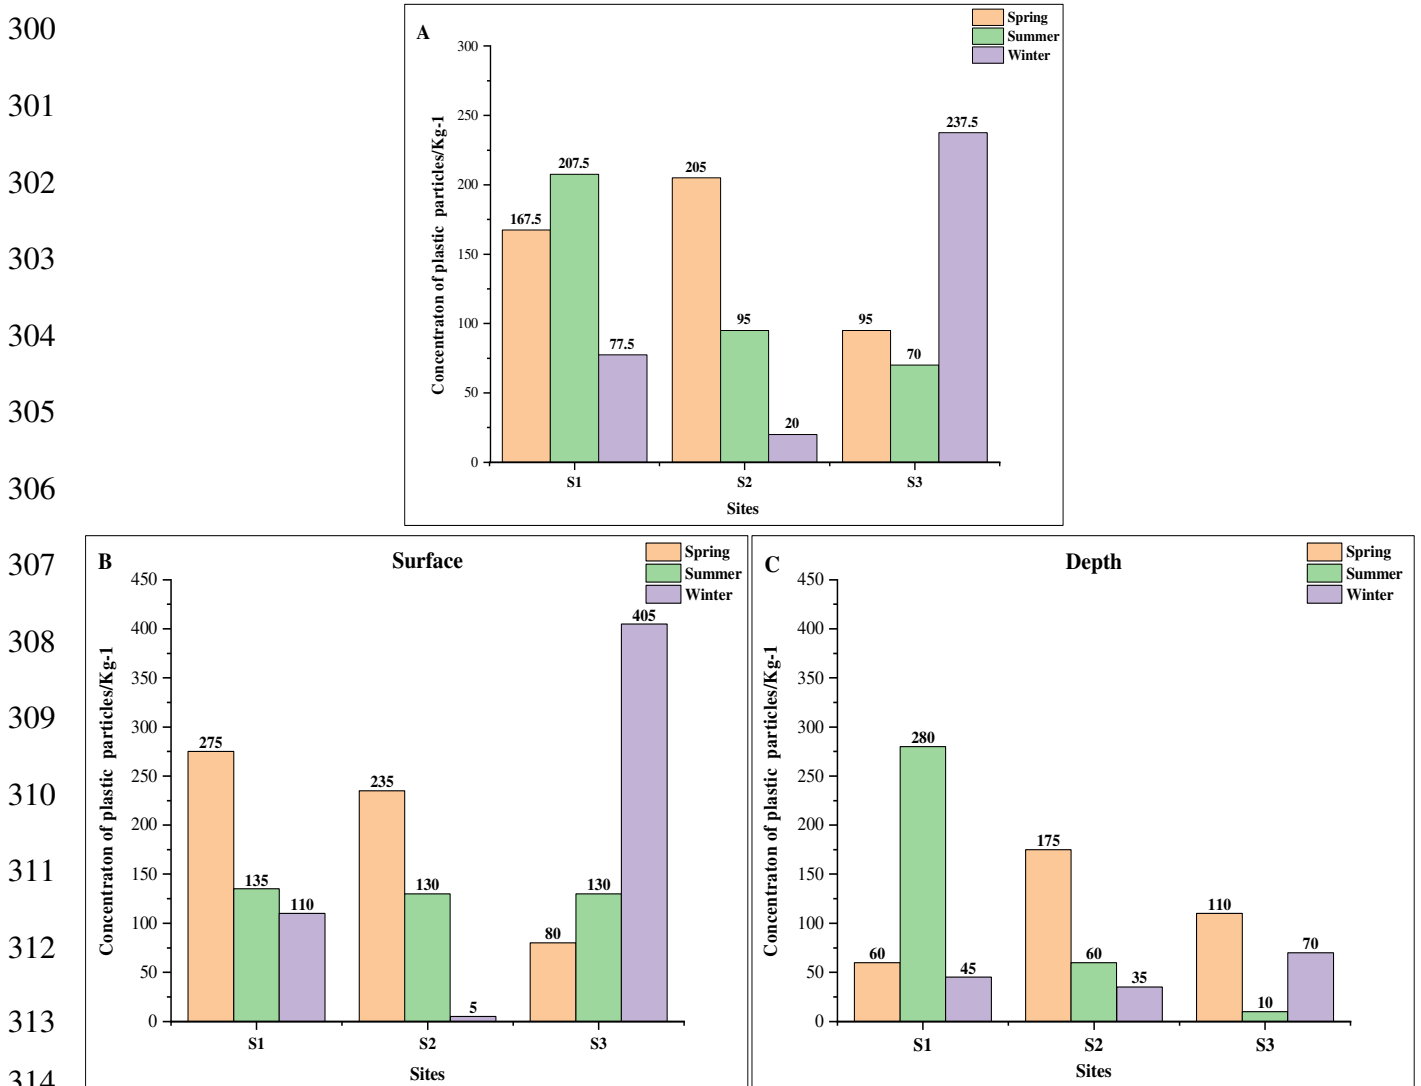 300
301
302
303
304
305
306
307
308
309
310
311
312
313
314
A
Spring
Summer
Winter
Concentraton of plastic particles/Kg-1
300
250
200
150
100
50
0
167.5
207.5
77.5
205
95
20
95
70
237.5
S1
S2
S3
Sites
B
Surface
Spring
Summer
Winter
Concentraton of plastic particles/Kg-1
450
400
350
300
250
200
150
100
50
0
275
135
110
235
130
5
80
130
405
S1
S2
S3
Sites
C
Depth
Spring
Summer
Winter
Concentraton of plastic particles/Kg-1
450
400
350
300
250
200
150
100
50
0
60
280
45
175
60
35
110
10
70
S1
S2
S3
Sites